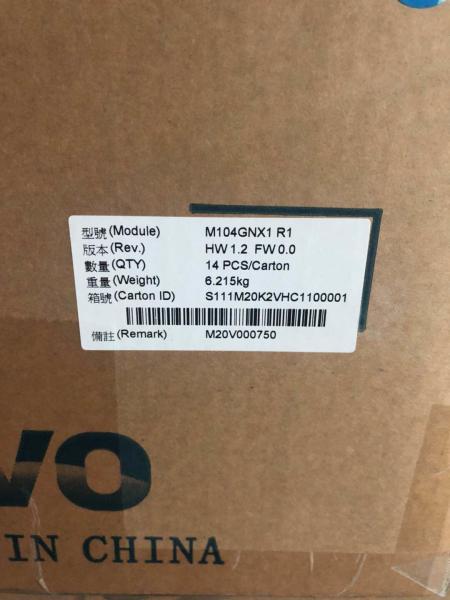 型號(Module) M104GNX1 R1
版本(Rev.) HW 1.2 FW 0.0
數量(QTY) 14 PCS/Carton
重量(Weight) 6.215kg
箱號(Carton ID) S111M20K2VHC1100001
備註(Remark) M20V000750
VO
IN CHINA